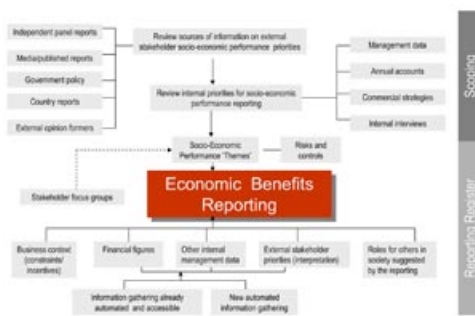 Independent panel reports
Media/published reports
Government policy
Country reports
External opinion formers
Review sources of information on external
stakeholder socio-economic performance priorities
Review internal priorities for socio-economic
performance reporting
Management data
Annual accounts
Commercial strategies
Internal interviews
Scoping
Socio-Economic
Performance 'Themes'
Risks and
controls
Stakeholder focus groups
Economic Benefits
Reporting
Reporting Register
Business context
(constraints/
incentives)
Financial figures
Other internal
management data
External stakeholder
priorities (interpretation)
Roles for others in
society suggested
by the reporting
Information gathering already
automated and accessible
New automated
information gathering